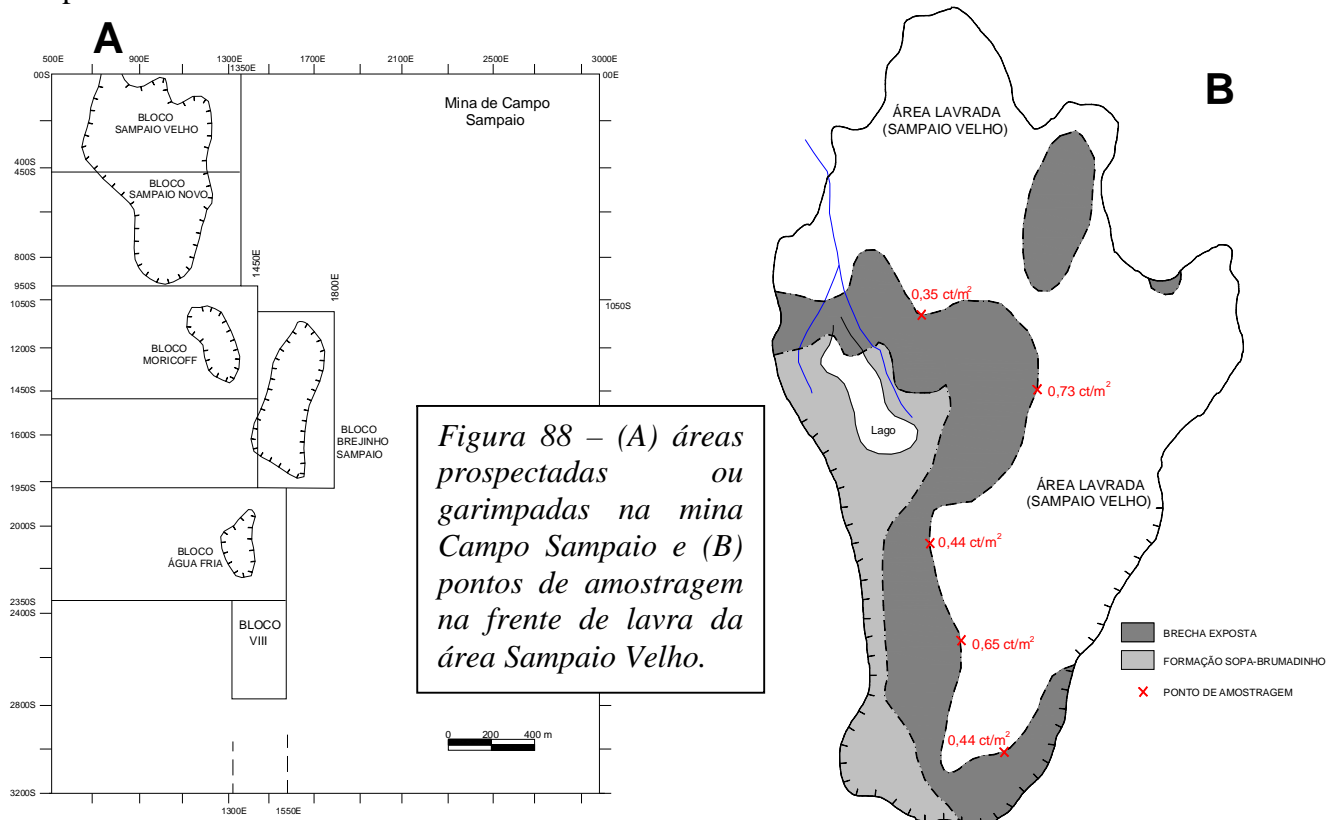 A
500E 900E 1300E 1350E 1700E 2100E 2500E 3000E
00S 00E
Mina de Campo
Sampaio
BLOCO
SAMPAIO VELHO
400S
450S
BLOCO
SAMPAIO NOVO
800S
950S
1050S
1450E
1800E
1050S
BLOCO
MORICOFF
1200S
1450S
1600S
BLOCO
BREJINHO
SAMPAIO
1950S
2000S
BLOCO
ÁGUA FRIA
2350S
2400S
BLOCO
VIII
2800S
0 200 400 m
3200S
1300E 1550E
Figura 88 – (A) áreas
prospectadas ou
garimpadas na mina
Campo Sampaio e (B)
pontos de amostragem
na frente de lavra da
área Sampaio Velho.
B
ÁREA LAVRADA
(SAMPAIO VELHO)
0,35 ct/m²
0,73 ct/m²
Lago
ÁREA LAVRADA
(SAMPAIO VELHO)
0,44 ct/m²
0,65 ct/m²
0,44 ct/m²
BRECHA EXPOSTA
FORMAÇÃO SOPA-BRUMADINHO
PONTO DE AMOSTRAGEM